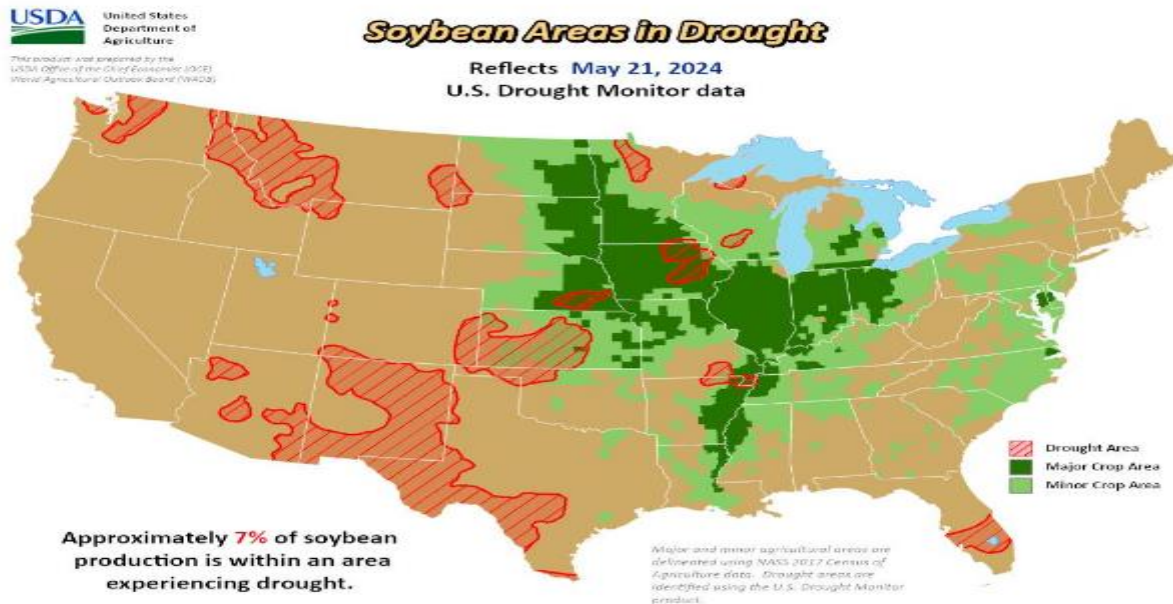 USDA
United States
Department of
Agriculture
This product was prepared by the
USDA Office of the Chief Economist (OCE)
World Agricultural Outlook Board (WAOB)
Soybean Areas in Drought
Reflects May 21, 2024
U.S. Drought Monitor data
Drought Area
Major Crop Area
Minor Crop Area
Approximately 7% of soybean
production is within an area
experiencing drought.
Major and minor agricultural areas are
delineated using NASS 2017 Census of
Agriculture data. Drought areas are
identified using the U.S. Drought Monitor
product.